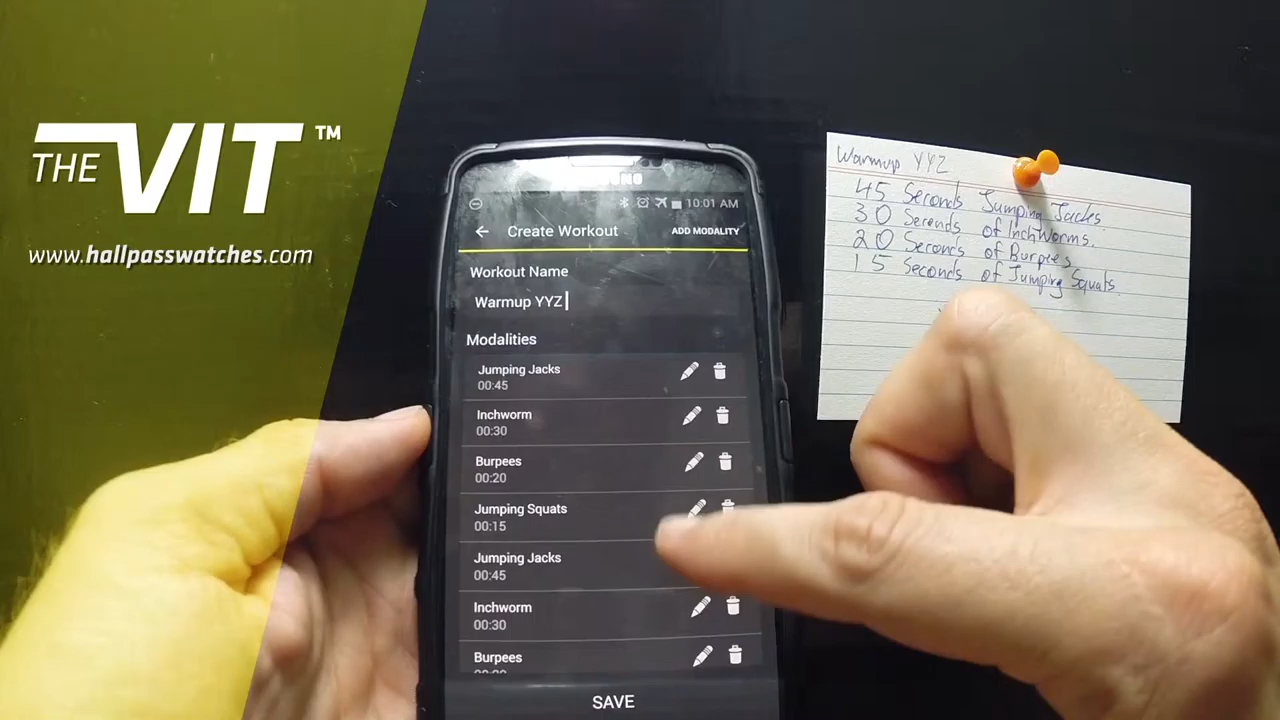 THE VIT™
www.hallpasswatches.com
10:01 AM
Create Workout
ADD MODALITY
Workout Name
Warmup YYZ
Modalities
Jumping Jacks
00:45
Inchworm
00:30
Burpees
00:20
Jumping Squats
00:15
Jumping Jacks
00:45
Inchworm
00:30
Burpees
SAVE
Warmup YYZ
45 Seconds Jumping Jacks.
30 Seconds of InchWorms.
20 Seconds of Burpees
15 Seconds of Jumping Squats.